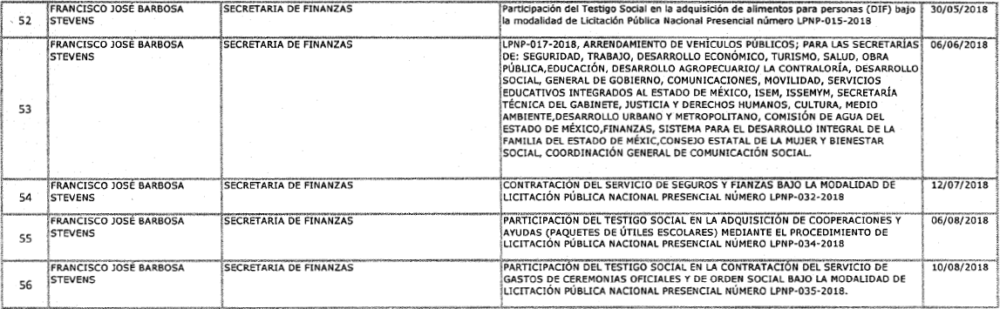 52
FRANCISCO JOSÉ BARBOSA
STEVENS
SECRETARIA DE FINANZAS
Participación del Testigo Social en la adquisición de alimentos para personas (DIF) bajo
la modalidad de Licitación Pública Nacional Presencial número LPNP-015-2018
30/05/2018
53
FRANCISCO JOSÉ BARBOSA
STEVENS
SECRETARIA DE FINANZAS
LPNP-017-2018, ARRENDAMIENTO DE VEHÍCULOS PÚBLICOS; PARA LAS SECRETARÍAS
DE: SEGURIDAD, TRABAJO, DESARROLLO ECONÓMICO, TURISMO, SALUD, OBRA
PÚBLICA,EDUCACIÓN, DESARROLLO AGROPECUARIO/ LA CONTRALORÍA, DESARROLLO
SOCIAL, GENERAL DE GOBIERNO, COMUNICACIONES, MOVILIDAD, SERVICIOS
EDUCATIVOS INTEGRADOS AL ESTADO DE MÉXICO, ISEM, ISSEMYM, SECRETARÍA
TÉCNICA DEL GABINETE, JUSTICIA Y DERECHOS HUMANOS, CULTURA, MEDIO
AMBIENTE,DESARROLLO URBANO Y METROPOLITANO, COMISIÓN DE AGUA DEL
ESTADO DE MÉXICO,FINANZAS, SISTEMA PARA EL DESARROLLO INTEGRAL DE LA
FAMILIA DEL ESTADO DE MÉXIC,CONSEJO ESTATAL DE LA MUJER Y BIENESTAR
SOCIAL, COORDINACIÓN GENERAL DE COMUNICACIÓN SOCIAL.
06/06/2018
54
FRANCISCO JOSÉ BARBOSA
STEVENS
SECRETARIA DE FINANZAS
CONTRATACIÓN DEL SERVICIO DE SEGUROS Y FIANZAS BAJO LA MODALIDAD DE
LICITACIÓN PÚBLICA NACIONAL PRESENCIAL NÚMERO LPNP-032-2018
12/07/2018
55
FRANCISCO JOSÉ BARBOSA
STEVENS
SECRETARIA DE FINANZAS
PARTICIPACIÓN DEL TESTIGO SOCIAL EN LA ADQUISICIÓN DE COOPERACIONES Y
AYUDAS (PAQUETES DE ÚTILES ESCOLARES) MEDIANTE EL PROCEDIMIENTO DE
LICITACIÓN PÚBLICA NACIONAL PRESENCIAL NÚMERO LPNP-034-2018
06/08/2018
56
FRANCISCO JOSÉ BARBOSA
STEVENS
SECRETARIA DE FINANZAS
PARTICIPACIÓN DEL TESTIGO SOCIAL EN LA CONTRATACIÓN DEL SERVICIO DE
GASTOS DE CEREMONIAS OFICIALES Y DE ORDEN SOCIAL BAJO LA MODALIDAD DE
LICITACIÓN PÚBLICA NACIONAL PRESENCIAL NÚMERO LPNP-035-2018.
10/08/2018